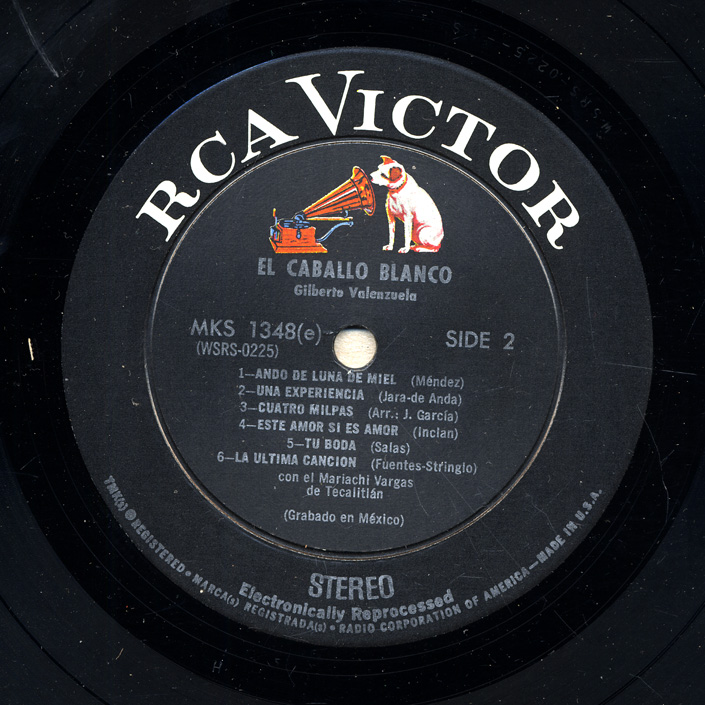 RCA VICTOR
EL CABALLO BLANCO
Gilberto Valenzuela
MKS 1348(e)
SIDE 2
(WSRS-0225)
1—ANDO DE LUNA DE MIEL (Méndez)
2—UNA EXPERIENCIA (Jara-de Anda)
3—CUATRO MILPAS (Arr.: J. García)
4—ESTE AMOR SI ES AMOR (Inclán)
5—TU BODA (Salas)
6—LA ULTIMA CANCION (Fuentes-Stringlo)
con el Mariachi Vargas
de Tecalitlán
(Grabado en México)
STEREO
Electronically Reprocessed
TMK(s) ® REGISTERED • MARCA(s) REGISTRADA(s) • RADIO CORPORATION OF AMERICA—MADE IN U.S.A.